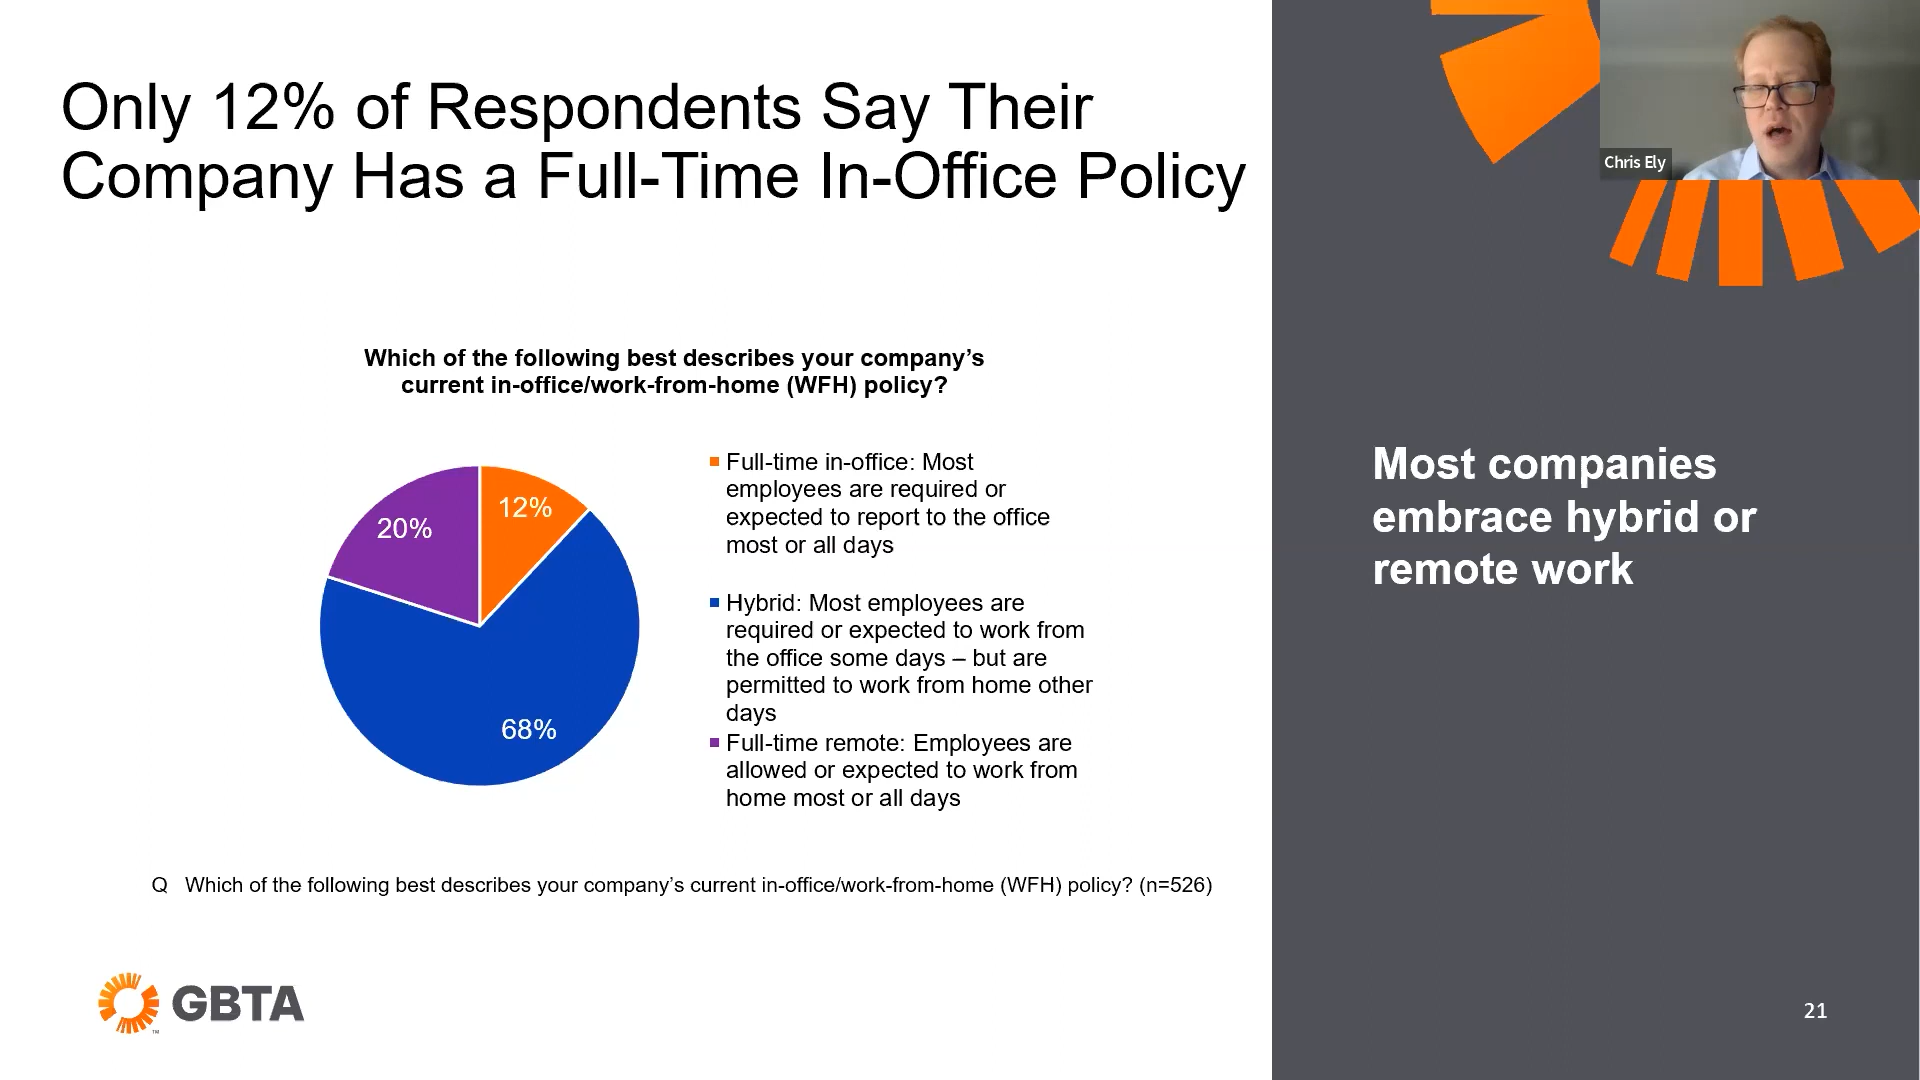 Only 12% of Respondents Say Their
Company Has a Full-Time In-Office Policy
Chris Ely
Which of the following best describes your company’s
current in-office/work-from-home (WFH) policy?
12%
20%
68%
Full-time in-office: Most
employees are required or
expected to report to the office
most or all days
Hybrid: Most employees are
required or expected to work from
the office some days – but are
permitted to work from home other
days
Full-time remote: Employees are
allowed or expected to work from
home most or all days
Most companies
embrace hybrid or
remote work
Q Which of the following best describes your company’s current in-office/work-from-home (WFH) policy? (n=526)
GBTA
TM
21